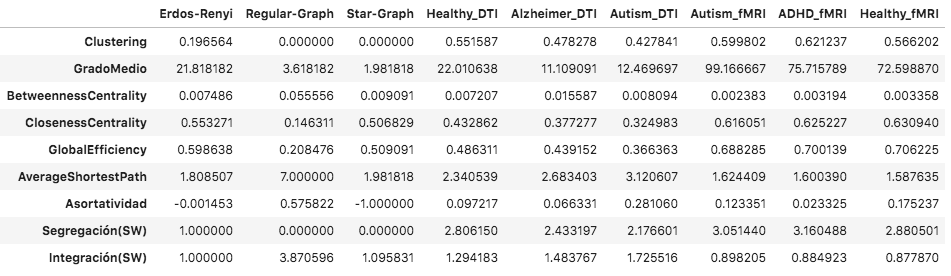 Erdos-Renyi Regular-Graph Star-Graph Healthy_DTI Alzheimer_DTI Autism_DTI Autism_fMRI ADHD_fMRI Healthy_fMRI
Clustering 0.196564 0.000000 0.000000 0.551587 0.478278 0.427841 0.599802 0.621237 0.566202
GradoMedio 21.818182 3.618182 1.981818 22.010638 11.109091 12.469697 99.166667 75.715789 72.598870
BetweennessCentrality 0.007486 0.055556 0.009091 0.007207 0.015587 0.008094 0.002383 0.003194 0.003358
ClosenessCentrality 0.553271 0.146311 0.506829 0.432862 0.377277 0.324983 0.616051 0.625227 0.630940
GlobalEfficiency 0.598638 0.208476 0.509091 0.486311 0.439152 0.366363 0.688285 0.700139 0.706225
AverageShortestPath 1.808507 7.000000 1.981818 2.340539 2.683403 3.120607 1.624409 1.600390 1.587635
Asortatividad -0.001453 0.575822 -1.000000 0.097217 0.066331 0.281060 0.123351 0.023325 0.175237
Segregación(SW) 1.000000 0.000000 0.000000 2.806150 2.433197 2.176601 3.051440 3.160488 2.880501
Integración(SW) 1.000000 3.870596 1.095831 1.294183 1.483767 1.725516 0.898205 0.884923 0.877870